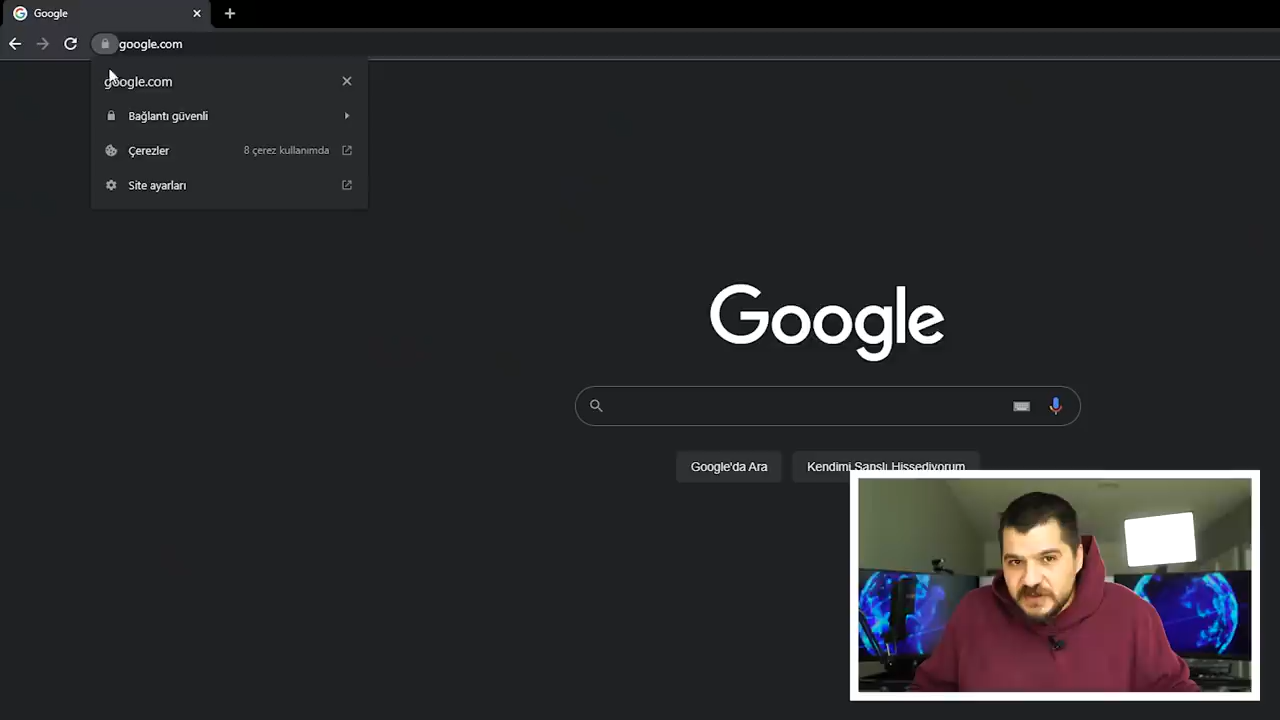 Google
google.com
google.com
Bağlantı güvenli
Çerezler 8 çerez kullanımda
Site ayarları
Google
Google'da Ara Kendimi Şanslı Hissediyorum